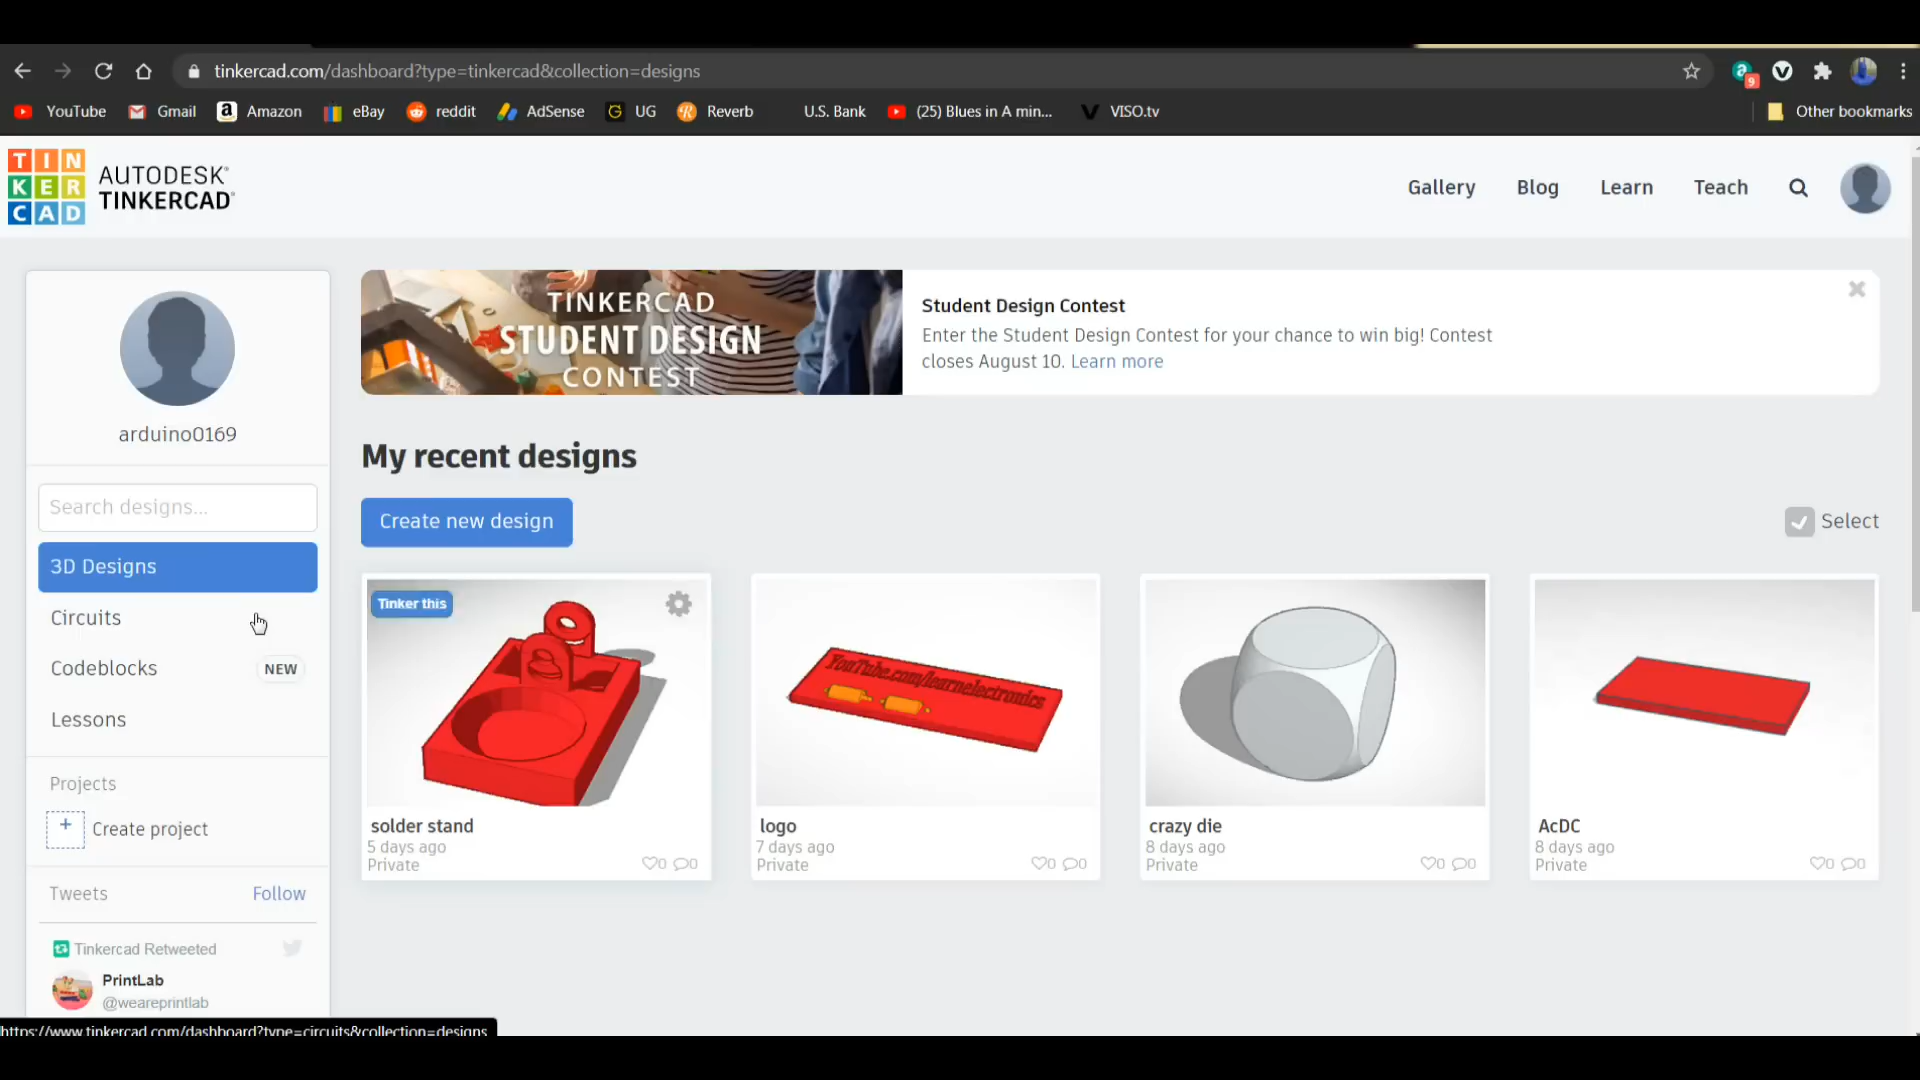 tinkercad.com/dashboard?type=tinkercad&collection=designs
9
YouTube
Gmail
Amazon
eBay
reddit
AdSense
UG
Reverb
U.S. Bank
(25) Blues in A min...
VISO.tv
Other bookmarks
TIN
KER
CAD
AUTODESK®
TINKERCAD®
Gallery
Blog
Learn
Teach
arduino0169
Search designs...
3D Designs
Circuits
Codeblocks
NEW
Lessons
Projects
+ Create project
Tweets
Follow
Tinkercad Retweeted
PrintLab
@weareprintlab
TINKERCAD
STUDENT DESIGN
CONTEST
Student Design Contest
Enter the Student Design Contest for your chance to win big! Contest
closes August 10. Learn more
My recent designs
Create new design
Select
Tinker this
solder stand
5 days ago
Private
0 0
YouTube.com/learnelectronics
logo
7 days ago
Private
0 0
crazy die
8 days ago
Private
0 0
AcDC
8 days ago
Private
0 0
https://www.tinkercad.com/dashboard?type=circuits&collection=designs